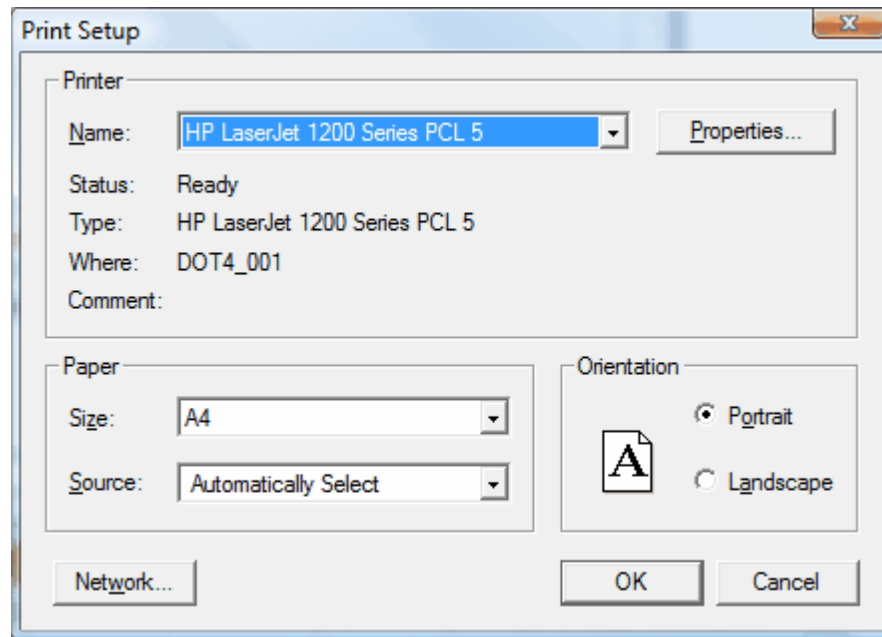 Print Setup
Printer
Name: HP LaserJet 1200 Series PCL 5 Properties...
Status: Ready
Type: HP LaserJet 1200 Series PCL 5
Where: DOT4_001
Comment:
Paper
Size: A4
Source: Automatically Select
Orientation
A
Portrait
Landscape
Network... OK Cancel